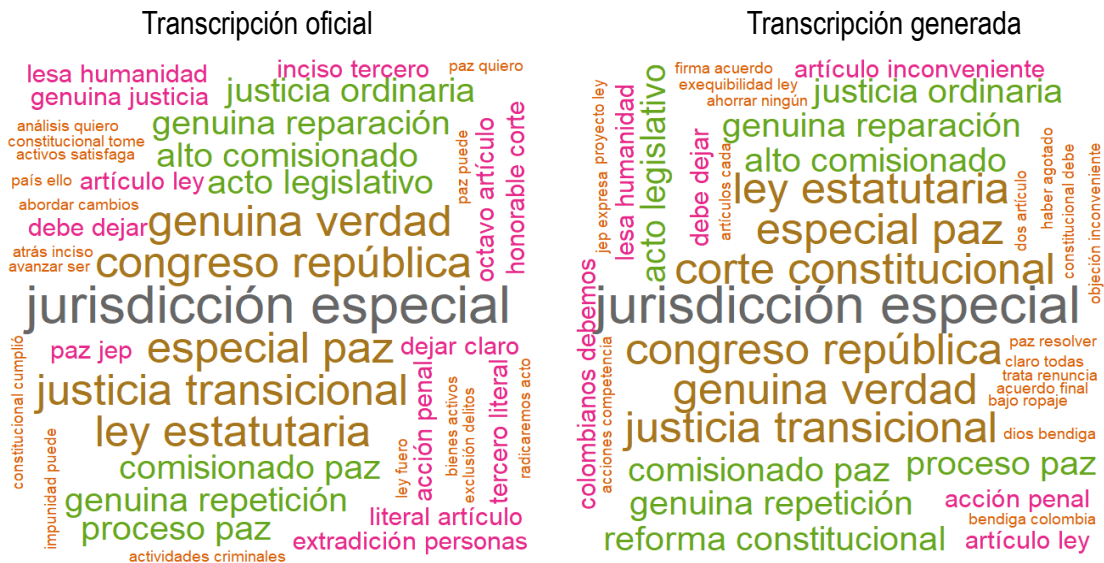 Transcripción oficial
lesa humanidad
inciso tercero
paz quiero
genuina justicia
justicia ordinaria
análisis quiero
constitucional tome
activos satisfaga
genuina reparación
alto comisionado
país ello
artículo ley
acto legislativo
abordar cambios
debe dejar
genuina verdad
atrás inciso
avanzar ser
congreso república
paz puede
octavo artículo
honorable corte
jurisdicción especial
constitucional cumplió
paz jep
especial paz
dejar claro
justicia transicional
ley estatutaria
acción penal
bienes activos
exclusión delitos
tercero literal
radicaremos acto
impunidad puede
comisionado paz
ley fuero
genuina repetición
proceso paz
literal artículo
extradición personas
actividades criminales
Transcripción generada
firma acuerdo
artículo inconveniente
exequibilidad ley
ahorrar ningún
justicia ordinaria
jep expresa
proyecto ley
lesa humanidad
acto legislativo
debe dejar
artículos cada
genuina reparación
alto comisionado
ley estatutaria
especial paz
corte constitucional
dos artículo
haber agotado
constitucional debe
objeción inconveniente
colombianos debemos
jurisdicción especial
acciones competencia
congreso república
paz resolver
claro todas
trata renuncia
genuina verdad
acuerdo final
bajo ropaje
justicia transicional
dios bendiga
comisionado paz
proceso paz
genuina repetición
acción penal
bendiga colombia
reforma constitucional
artículo ley